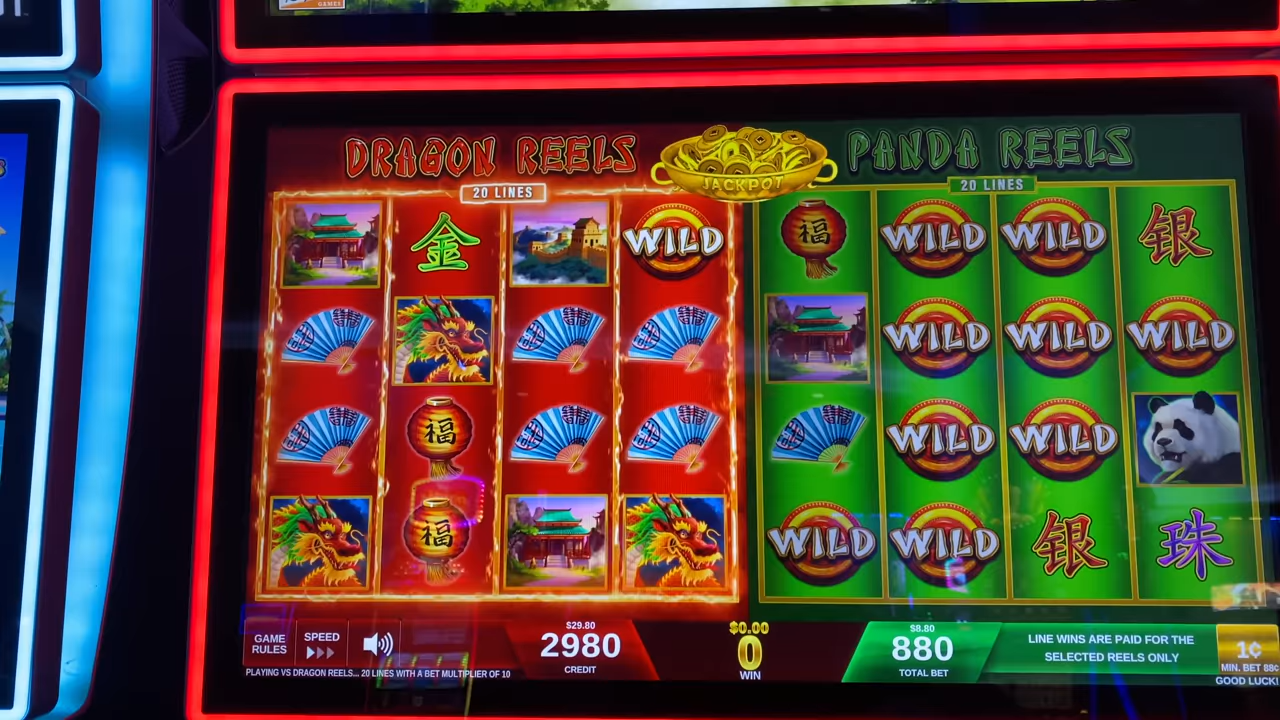 GAMES
DRAGON REELS
JACKPOT
PANDA REELS
20 LINES
20 LINES
金
WILD
福
WILD
WILD
银
WILD
WILD
WILD
福
WILD
WILD
福
WILD
WILD
银
珠
GAME
RULES
SPEED
$29.80
2980
CREDIT
$0.00
0
WIN
$8.80
880
TOTAL BET
LINE WINS ARE PAID FOR THE
SELECTED REELS ONLY
1¢
MIN. BET 88¢
GOOD LUCK!
PLAYING VS DRAGON REELS... 20 LINES WITH A BET MULTIPLIER OF 10